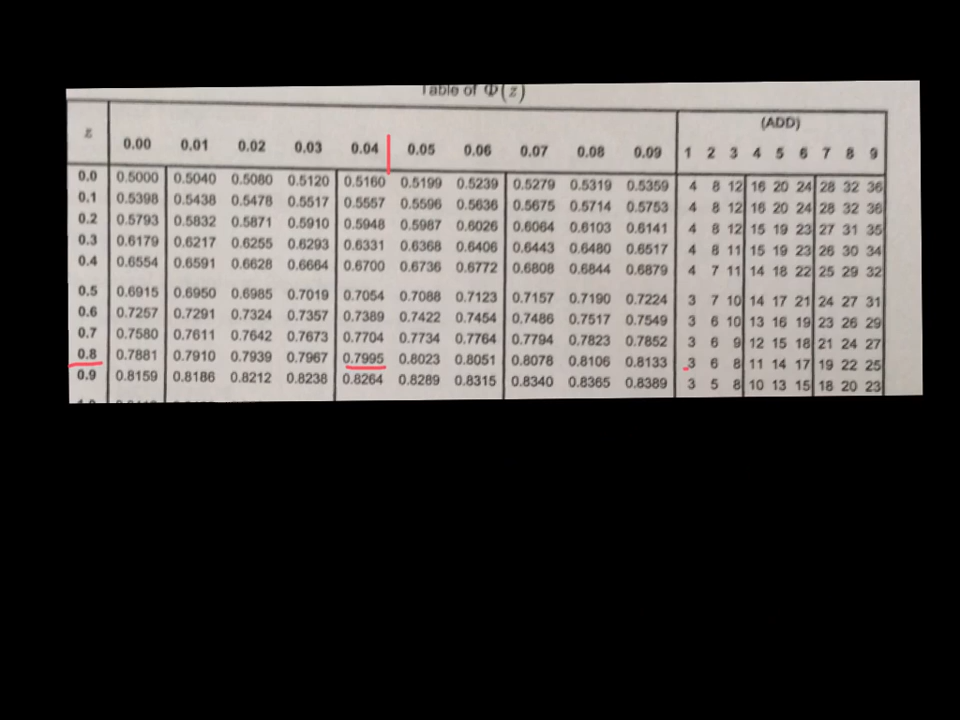 Table of Φ(z)
(ADD)
z 0.00 0.01 0.02 0.03 0.04 0.05 0.06 0.07 0.08 0.09 1 2 3 4 5 6 7 8 9
0.0 0.5000 0.5040 0.5080 0.5120 0.5160 0.5199 0.5239 0.5279 0.5319 0.5359 4 8 12 16 20 24 28 32 36
0.1 0.5398 0.5438 0.5478 0.5517 0.5557 0.5596 0.5636 0.5675 0.5714 0.5753 4 8 12 16 20 24 28 32 36
0.2 0.5793 0.5832 0.5871 0.5910 0.5948 0.5987 0.6026 0.6064 0.6103 0.6141 4 8 12 15 19 23 27 31 35
0.3 0.6179 0.6217 0.6255 0.6293 0.6331 0.6368 0.6406 0.6443 0.6480 0.6517 4 8 11 15 19 23 26 30 34
0.4 0.6554 0.6591 0.6628 0.6664 0.6700 0.6736 0.6772 0.6808 0.6844 0.6879 4 7 11 14 18 22 25 29 32
0.5 0.6915 0.6950 0.6985 0.7019 0.7054 0.7088 0.7123 0.7157 0.7190 0.7224 3 7 10 14 17 21 24 27 31
0.6 0.7257 0.7291 0.7324 0.7357 0.7389 0.7422 0.7454 0.7486 0.7517 0.7549 3 6 10 13 16 19 23 26 29
0.7 0.7580 0.7611 0.7642 0.7673 0.7704 0.7734 0.7764 0.7794 0.7823 0.7852 3 6 9 12 15 18 21 24 27
0.8 0.7881 0.7910 0.7939 0.7967 0.7995 0.8023 0.8051 0.8078 0.8106 0.8133 3 6 8 11 14 17 19 22 25
0.9 0.8159 0.8186 0.8212 0.8238 0.8264 0.8289 0.8315 0.8340 0.8365 0.8389 3 5 8 10 13 15 18 20 23